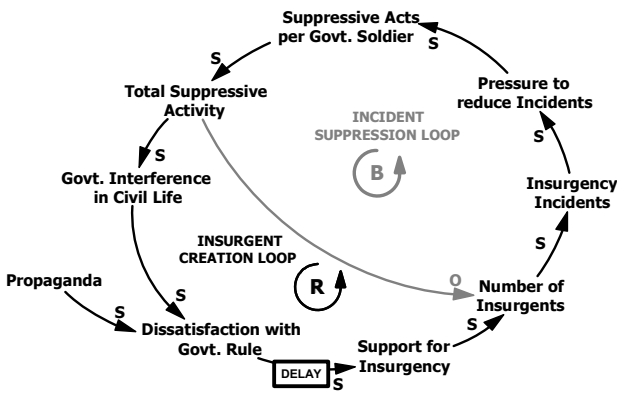 Suppressive Acts
per Govt. Soldier
S
S
Total Suppressive
Activity
Pressure to
reduce Incidents
INCIDENT
SUPPRESSION LOOP
B
S
S
Govt. Interference
in Civil Life
Insurgency
Incidents
INSURGENT
CREATION LOOP
R
S
Propaganda
S
O
Number of
Insurgents
S
S
Dissatisfaction with
Govt. Rule
Support for
Insurgency
DELAY
S